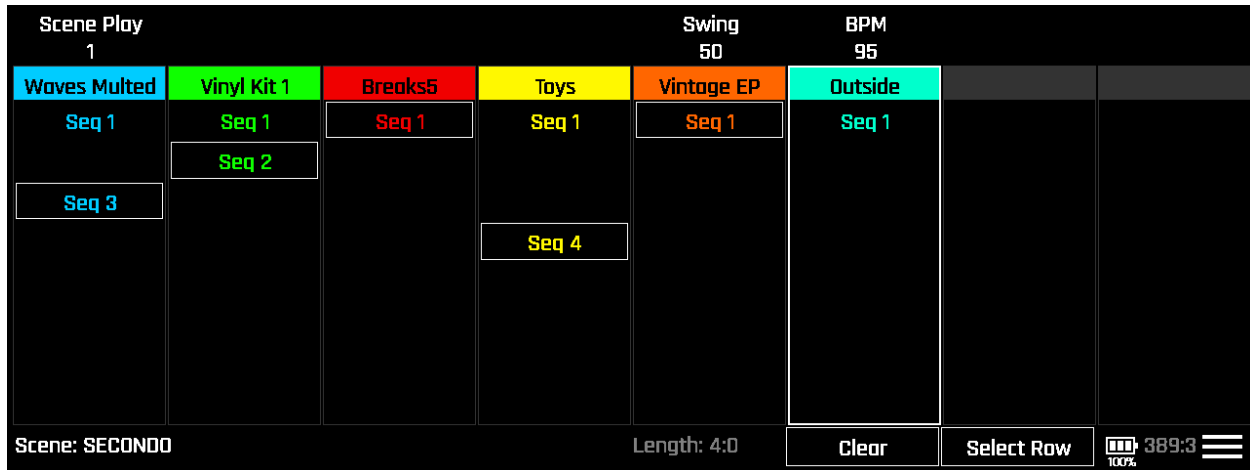 Scene Play Swing BPM
1 50 95
Waves Multed Vinyl Kit 1 Breaks5 Toys Vintage EP Outside
Seq 1 Seq 1 Seq 1 Seq 1 Seq 1 Seq 1
Seq 2
Seq 3
Seq 4
Scene: SECONDO Length: 4:0 Clear Select Row 389:3
100%